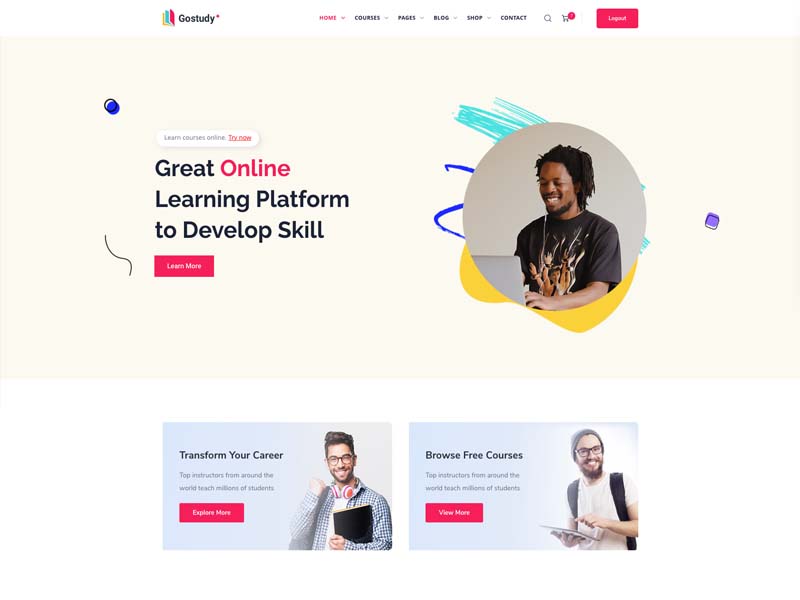 Gostudy
HOME COURSES PAGES BLOG SHOP CONTACT
Logout
Learn courses online. Try now
Great Online
Learning Platform
to Develop Skill
Learn More
Transform Your Career
Top instructors from around the
world teach millions of students
Explore More
Browse Free Courses
Top instructors from around the
world teach millions of students
View More